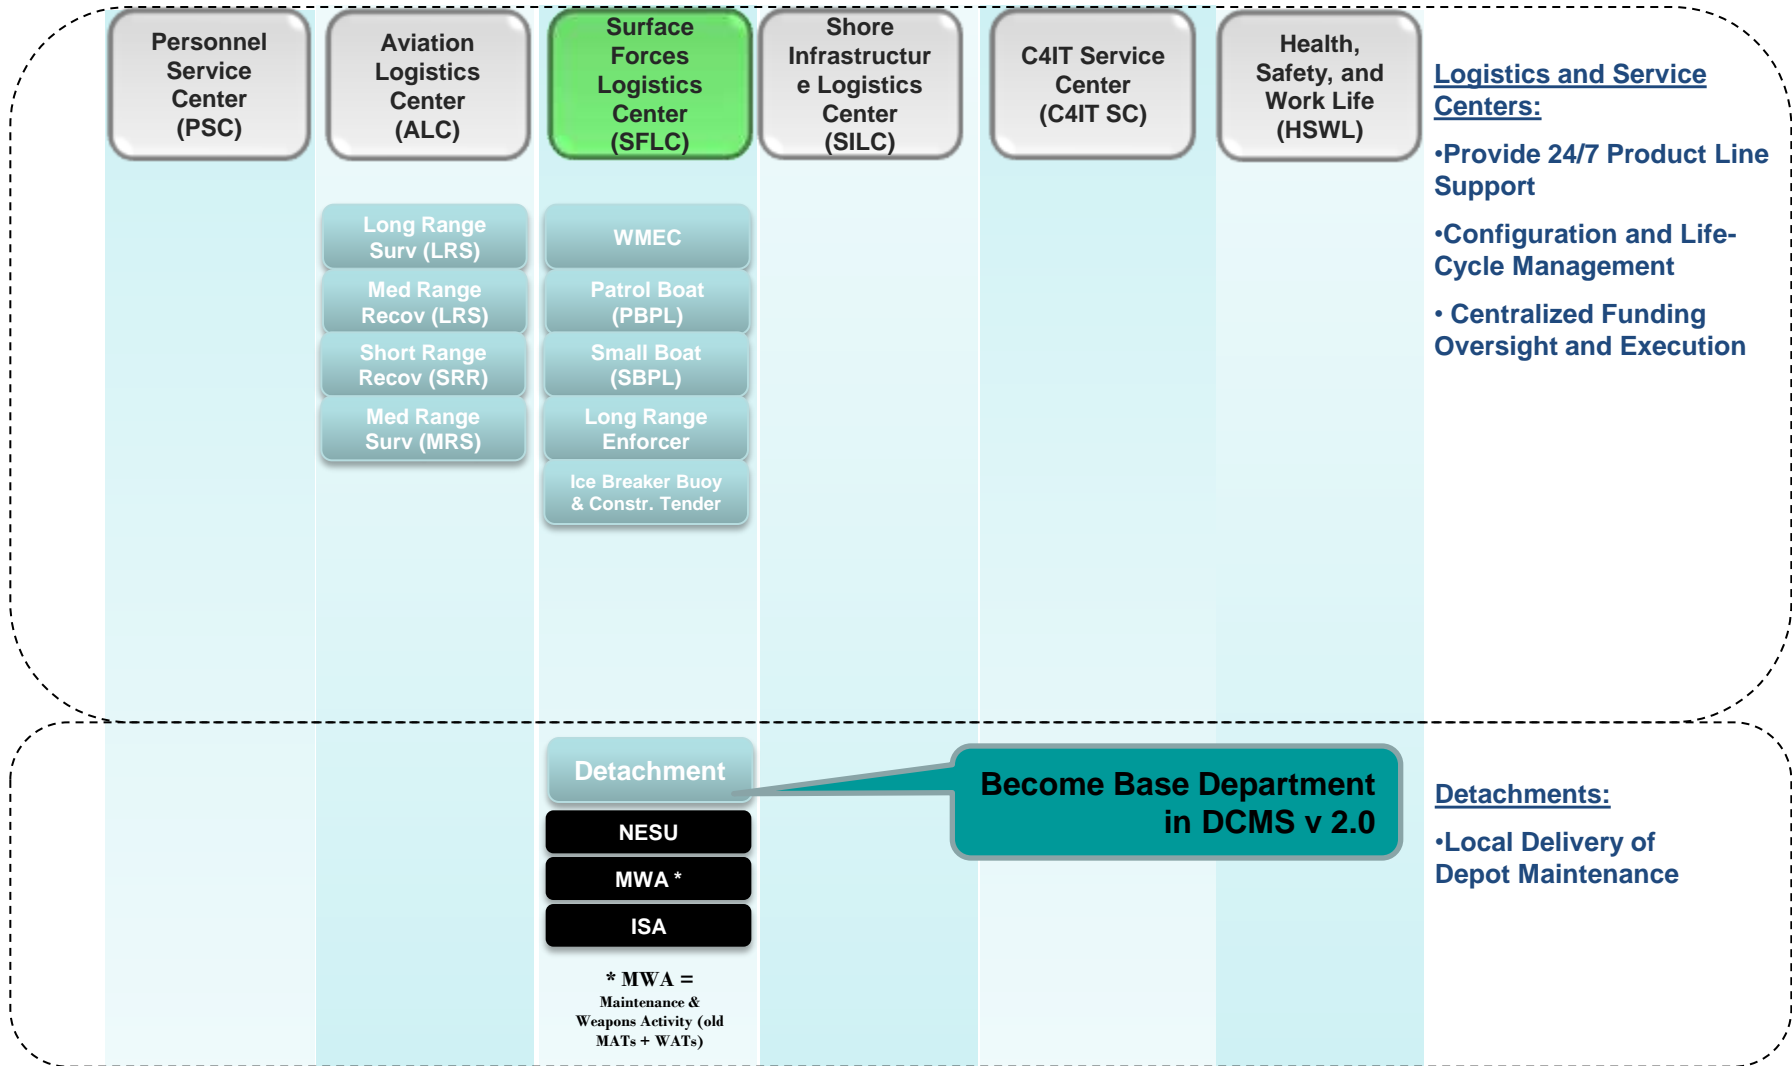 Personnel
Service
Center
(PSC)
Aviation
Logistics
Center
(ALC)
Surface
Forces
Logistics
Center
(SFLC)
Shore
Infrastructur
e Logistics
Center
(SILC)
C4IT Service
Center
(C4IT SC)
Health,
Safety, and
Work Life
(HSWL)
Logistics and Service
Centers:
•Provide 24/7 Product Line
Support
•Configuration and Life-
Cycle Management
• Centralized Funding
Oversight and Execution
Long Range
Surv (LRS)
Med Range
Recov (LRS)
Short Range
Recov (SRR)
Med Range
Surv (MRS)
WMEC
Patrol Boat
(PBPL)
Small Boat
(SBPL)
Long Range
Enforcer
Ice Breaker Buoy
& Constr. Tender
Detachment
NESU
MWA *
ISA
* MWA =
Maintenance &
Weapons Activity (old
MATs + WATs)
Become Base Department
in DCMS v 2.0
Detachments:
•Local Delivery of
Depot Maintenance